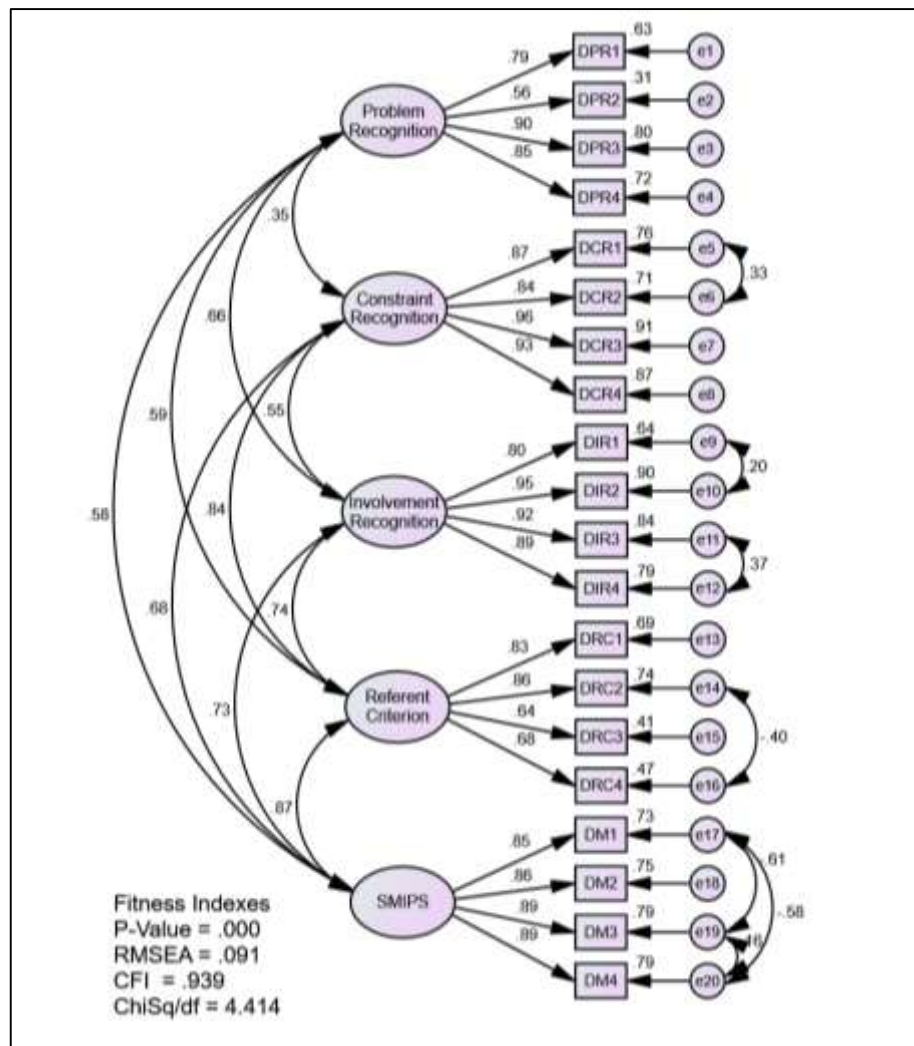 .63
.79 DPR1 e1
.31
.56 DPR2 e2
Problem
Recognition
.90 .80
DPR3 e3
.85
.72
DPR4 e4
.35
.76
.87 DCR1 e5
.33
.71
.84 DCR2 e6
Constraint
Recognition
.96 .91
DCR3 e7
.93
.87
DCR4 e8
.66
.59
.55
.64
.80 DIR1 e9
.20
.90
.95 DIR2 e10
Involvement
Recognition
.92 .84
DIR3 e11
.89
.37
.79
DIR4 e12
.58
.84
.68
.74
.69
.83 DRC1 e13
.74
.86 DRC2 e14
Referent
Criterion
.64 .41
DRC3 e15
.68
-.40
.47
DRC4 e16
.73
.87
.73
.85 DM1 e17
.61
.75
.86 DM2 e18
-.58
SMIPS
.89 .79
DM3 e19
.89
.79
DM4 e20
Fitness Indexes
P-Value = .000
RMSEA = .091
CFI = .939
ChiSq/df = 4.414